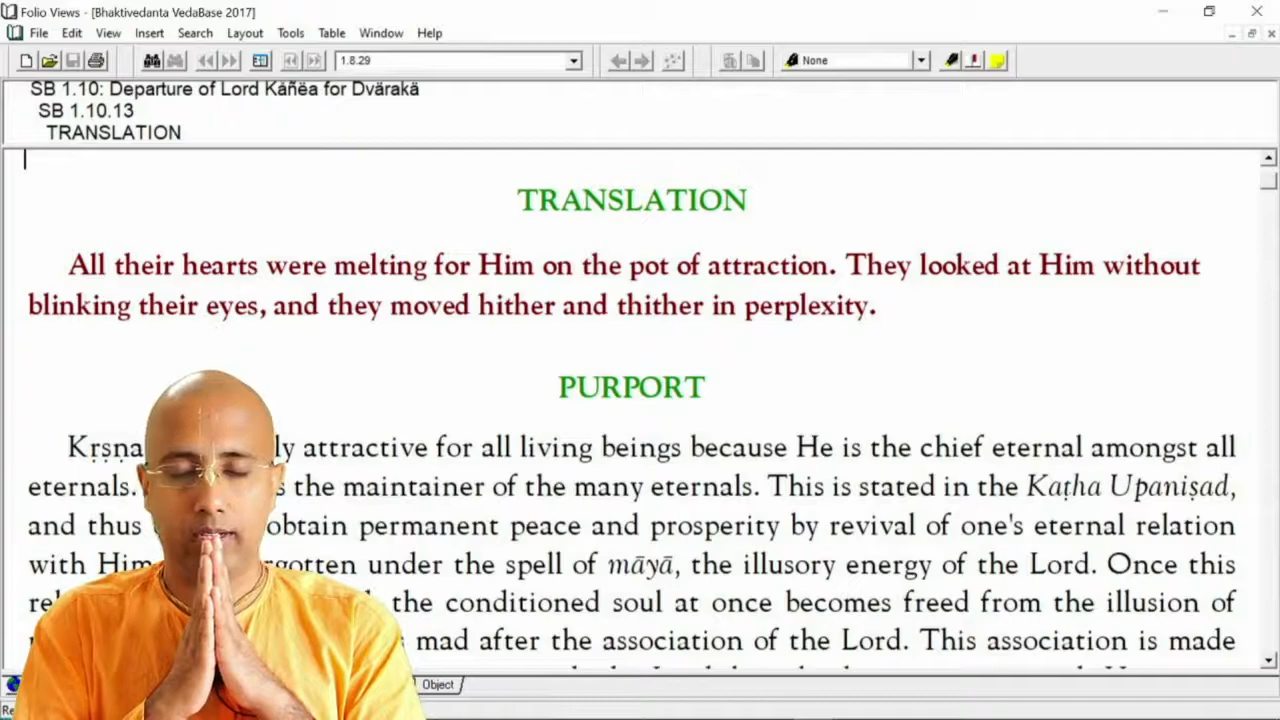 Folio Views - [Bhaktivedanta VedaBase 2017]
File Edit View Insert Search Layout Tools Table Window Help
1.8.29 None
SB 1.10: Departure of Lord Kåñëa for Dvärakä
SB 1.10.13
TRANSLATION
TRANSLATION
All their hearts were melting for Him on the pot of attraction. They looked at Him without
blinking their eyes, and they moved hither and thither in perplexity.
PURPORT
Kṛṣṇa ly attractive for all living beings because He is the chief eternal amongst all
eternals. s the maintainer of the many eternals. This is stated in the Kaṭha Upaniṣad,
and thus obtain permanent peace and prosperity by revival of one's eternal relation
with Him gotten under the spell of māyā, the illusory energy of the Lord. Once this
rel the conditioned soul at once becomes freed from the illusion of
s mad after the association of the Lord. This association is made
Object
Re